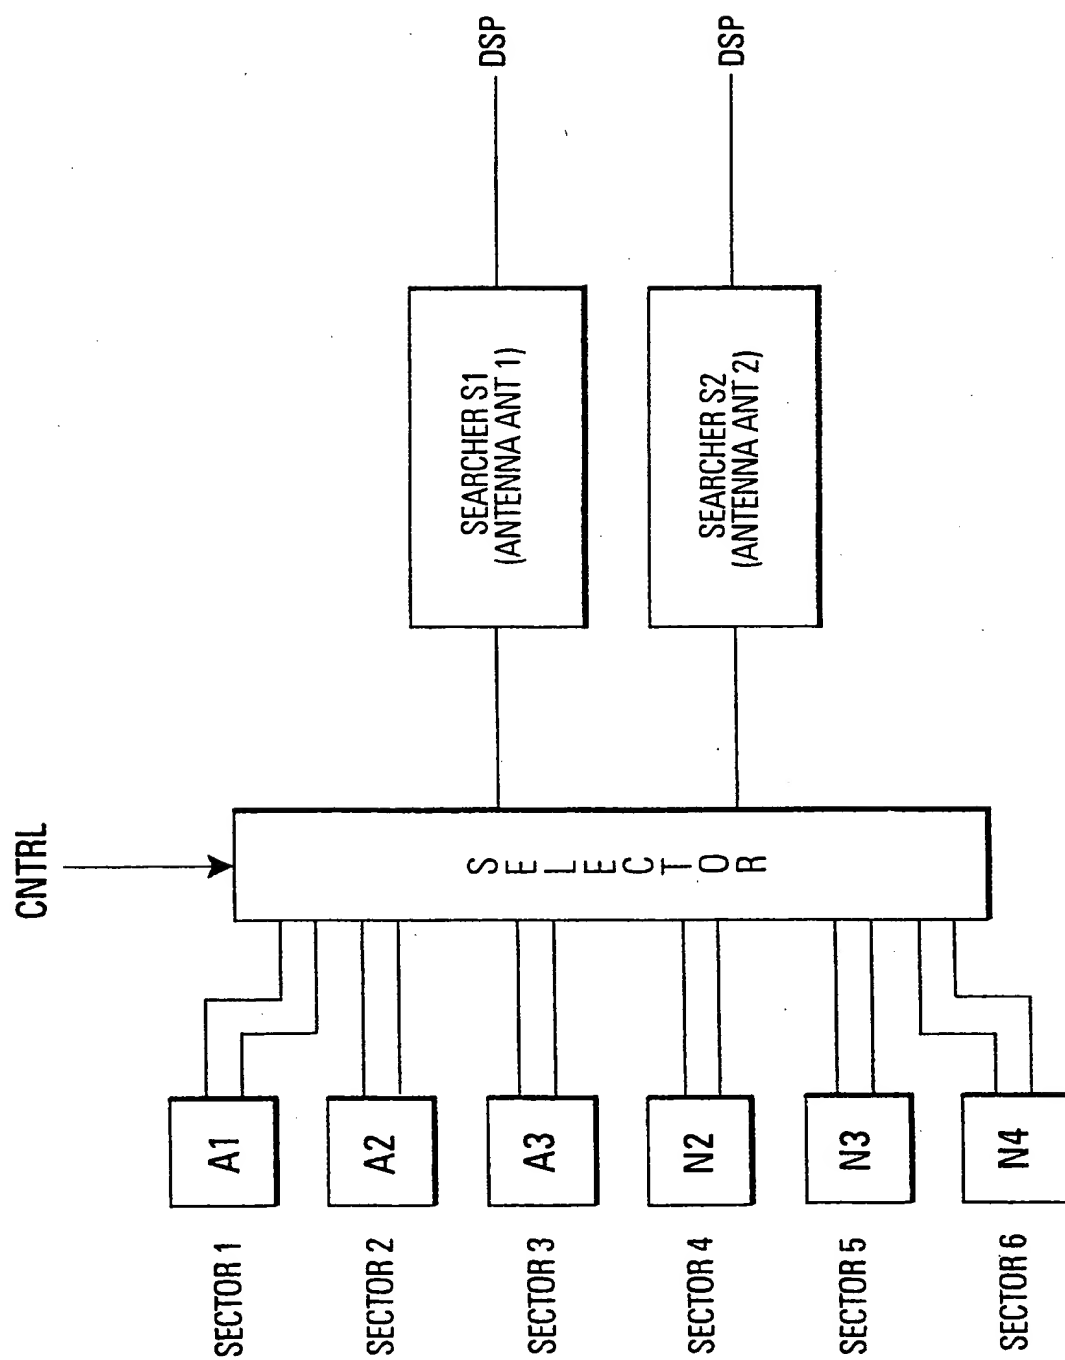 CNTRL
SECTOR 1
A1
SECTOR 2
A2
SECTOR 3
A3
SECTOR 4
N2
SECTOR 5
N3
SECTOR 6
N4
SELECTOR
SEARCHER S1
(ANTENNA ANT 1)
DSP
SEARCHER S2
(ANTENNA ANT 2)
DSP